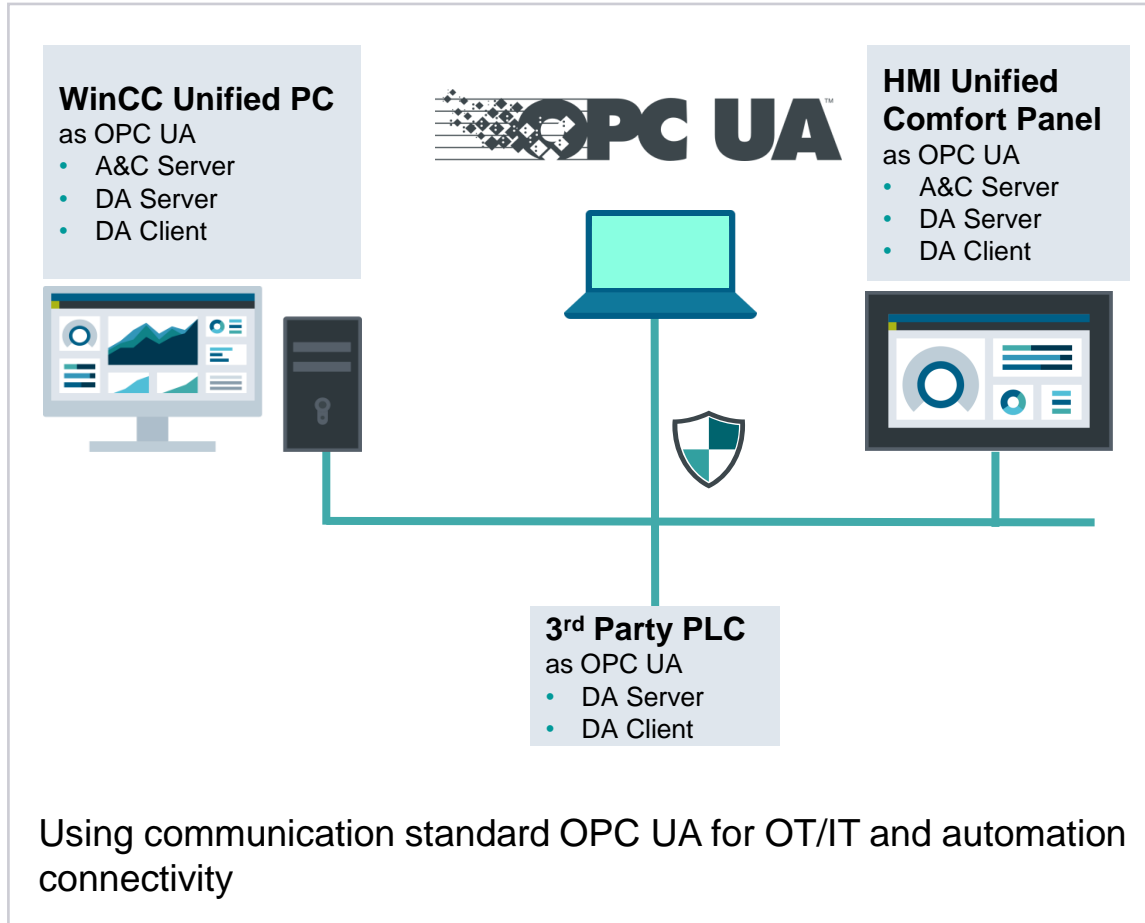 WinCC Unified PC
as OPC UA
• A&C Server
• DA Server
• DA Client
OPC UA™
HMI Unified
Comfort Panel
as OPC UA
• A&C Server
• DA Server
• DA Client
3rd Party PLC
as OPC UA
• DA Server
• DA Client
Using communication standard OPC UA for OT/IT and automation
connectivity